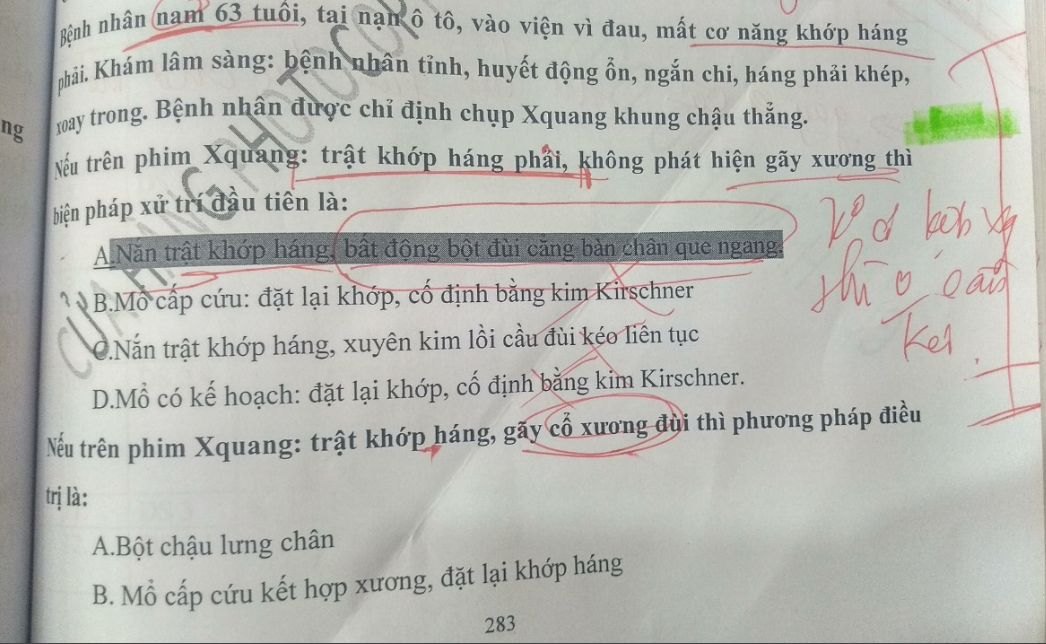 Bệnh nhân nam 63 tuổi, tai nạn ô tô, vào viện vì đau, mất cơ năng khớp háng
phải. Khám lâm sàng: bệnh nhân tỉnh, huyết động ổn, ngắn chi, háng phải khép,
ng
xoay trong. Bệnh nhân được chỉ định chụp Xquang khung chậu thẳng.
Nếu trên phim Xquang: trật khớp háng phải, không phát hiện gãy xương thì
biện pháp xử trí đầu tiên là:
A.Nắn trật khớp háng, bất động bột đùi cẳng bàn chân que ngang.
B.Mổ cấp cứu: đặt lại khớp, cố định bằng kim Kirschner
C.Nắn trật khớp háng, xuyên kim lồi cầu đùi kéo liên tục
D.Mổ có kế hoạch: đặt lại khớp, cố định bằng kim Kirschner.
Nếu trên phim Xquang: trật khớp háng, gãy cổ xương đùi thì phương pháp điều
trị là:
A.Bột chậu lưng chân
B. Mổ cấp cứu kết hợp xương, đặt lại khớp háng
283
CỬA HÀNG PHOTOCOPY